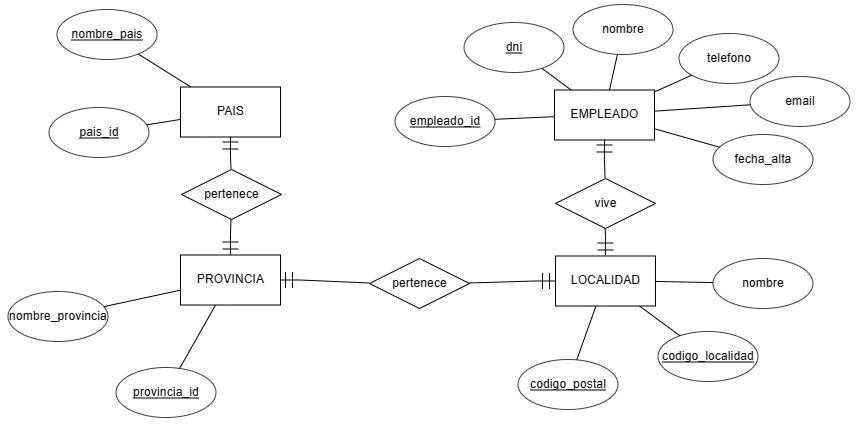 nombre_pais
dni
nombre
telefono
PAIS
EMPLEADO
email
pais_id
empleado_id
fecha_alta
pertenece
vive
PROVINCIA
pertenece
LOCALIDAD
nombre
nombre_provincia
codigo_localidad
provincia_id
codigo_postal